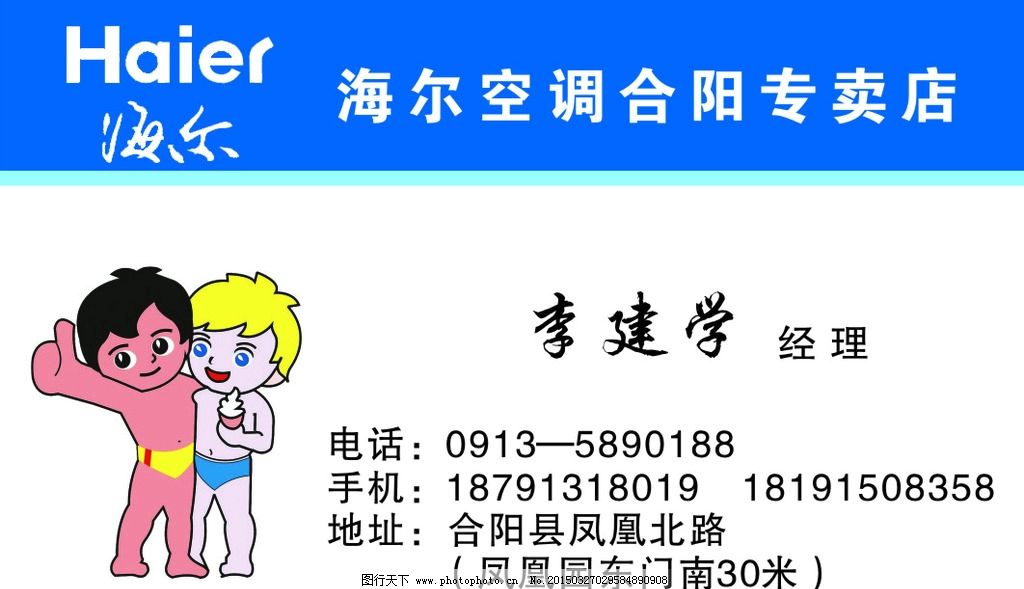 Haier
海尔
海尔空调合阳专卖店
李建学 经理
电话：0913—5890188
手机：18791318019 18191508358
地址：合阳县凤凰北路
（凤凰园东门南30米）
图行天下 www.photophoto.cn No.20150327029584890908